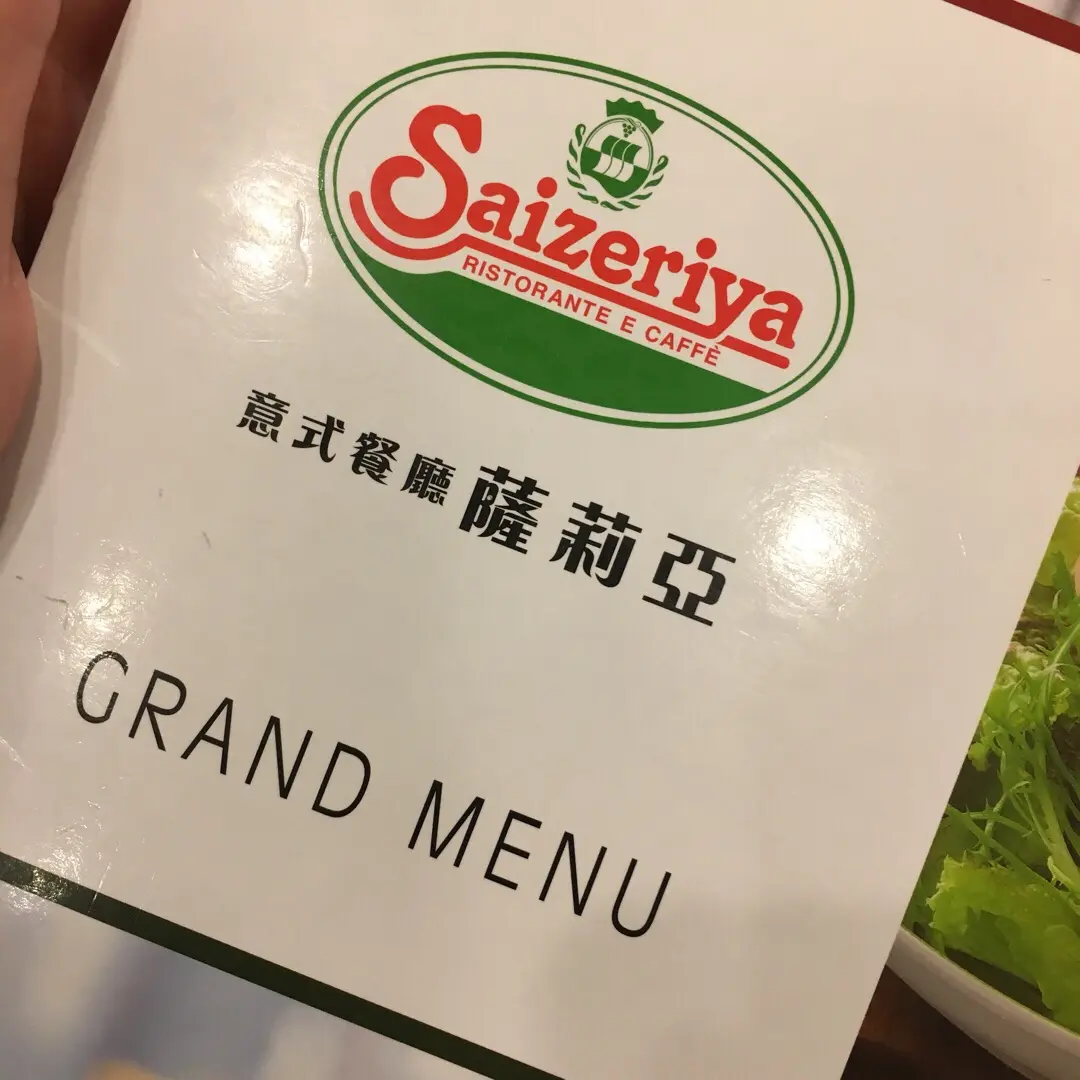 Saizeriya
RISTORANTE E CAFFÈ
意式餐廳 薩莉亞
GRAND MENU